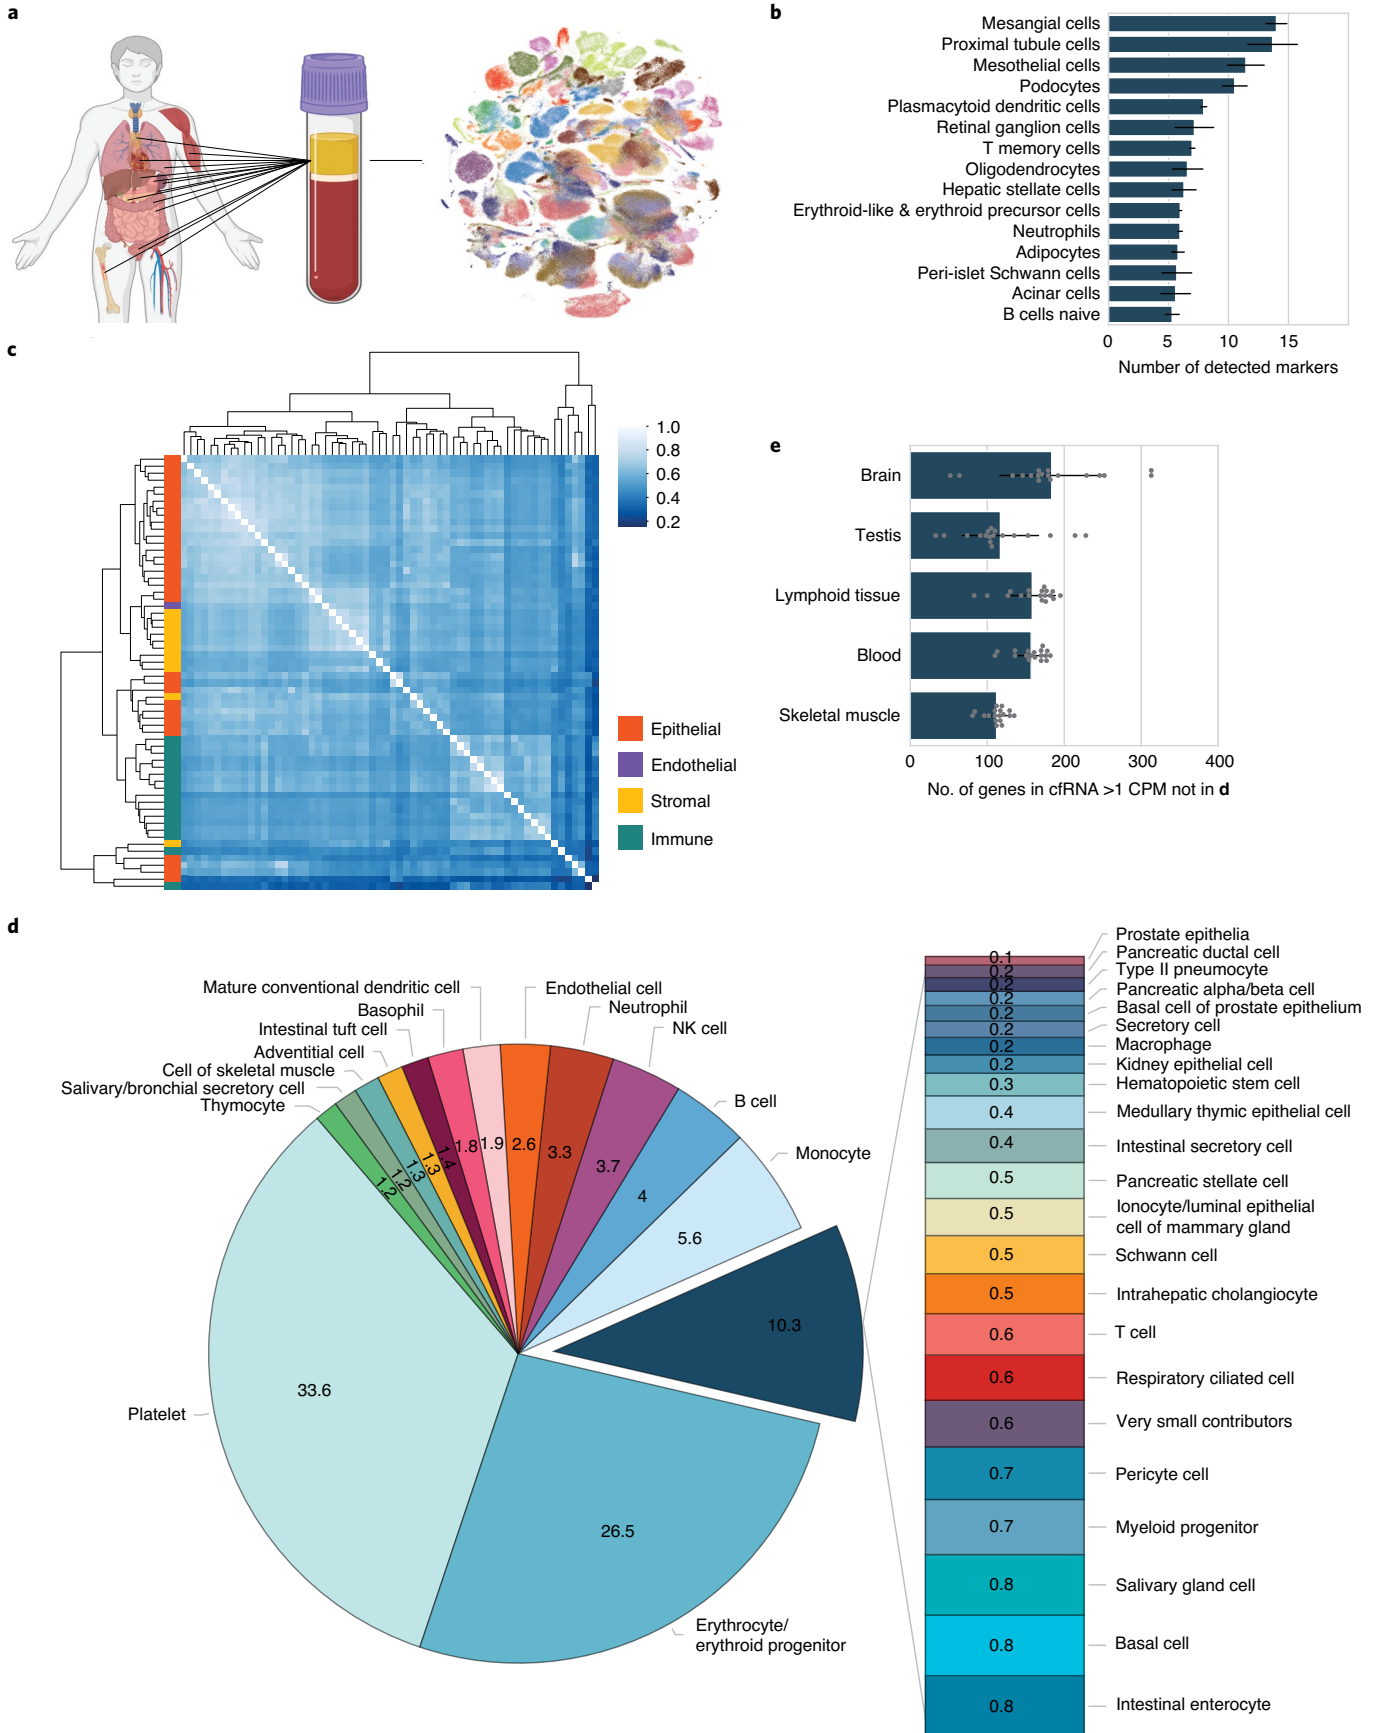 a
b
Mesangial cells
Proximal tubule cells
Mesothelial cells
Podocytes
Plasmacytoid dendritic cells
Retinal ganglion cells
T memory cells
Oligodendrocytes
Hepatic stellate cells
Erythroid-like & erythroid precursor cells
Neutrophils
Adipocytes
Peri-islet Schwann cells
Acinar cells
B cells naive
0 5 10 15
Number of detected markers
c
1.0
0.8
0.6
0.4
0.2
Epithelial
Endothelial
Stromal
Immune
e
Brain
Testis
Lymphoid tissue
Blood
Skeletal muscle
0 100 200 300 400
No. of genes in cfRNA >1 CPM not in d
d
Mature conventional dendritic cell
Basophil
Intestinal tuft cell
Adventitial cell
Cell of skeletal muscle
Salivary/bronchial secretory cell
Thymocyte
Endothelial cell
Neutrophil
NK cell
B cell
Monocyte
1.2
1.2
1.3
1.3
1.4
1.8
1.9
2.6
3.3
3.7
4
5.6
10.3
33.6
Platelet
26.5
Erythrocyte/
erythroid progenitor
0.1 Prostate epithelia
0.2 Pancreatic ductal cell
0.2 Type II pneumocyte
0.2 Pancreatic alpha/beta cell
0.2 Basal cell of prostate epithelium
0.2 Secretory cell
0.2 Macrophage
0.2 Kidney epithelial cell
0.3 Hematopoietic stem cell
0.4 Medullary thymic epithelial cell
0.4 Intestinal secretory cell
0.5 Pancreatic stellate cell
0.5 Ionocyte/luminal epithelial
cell of mammary gland
0.5 Schwann cell
0.5 Intrahepatic cholangiocyte
0.6 T cell
0.6 Respiratory ciliated cell
0.6 Very small contributors
0.7 Pericyte cell
0.7 Myeloid progenitor
0.8 Salivary gland cell
0.8 Basal cell
0.8 Intestinal enterocyte